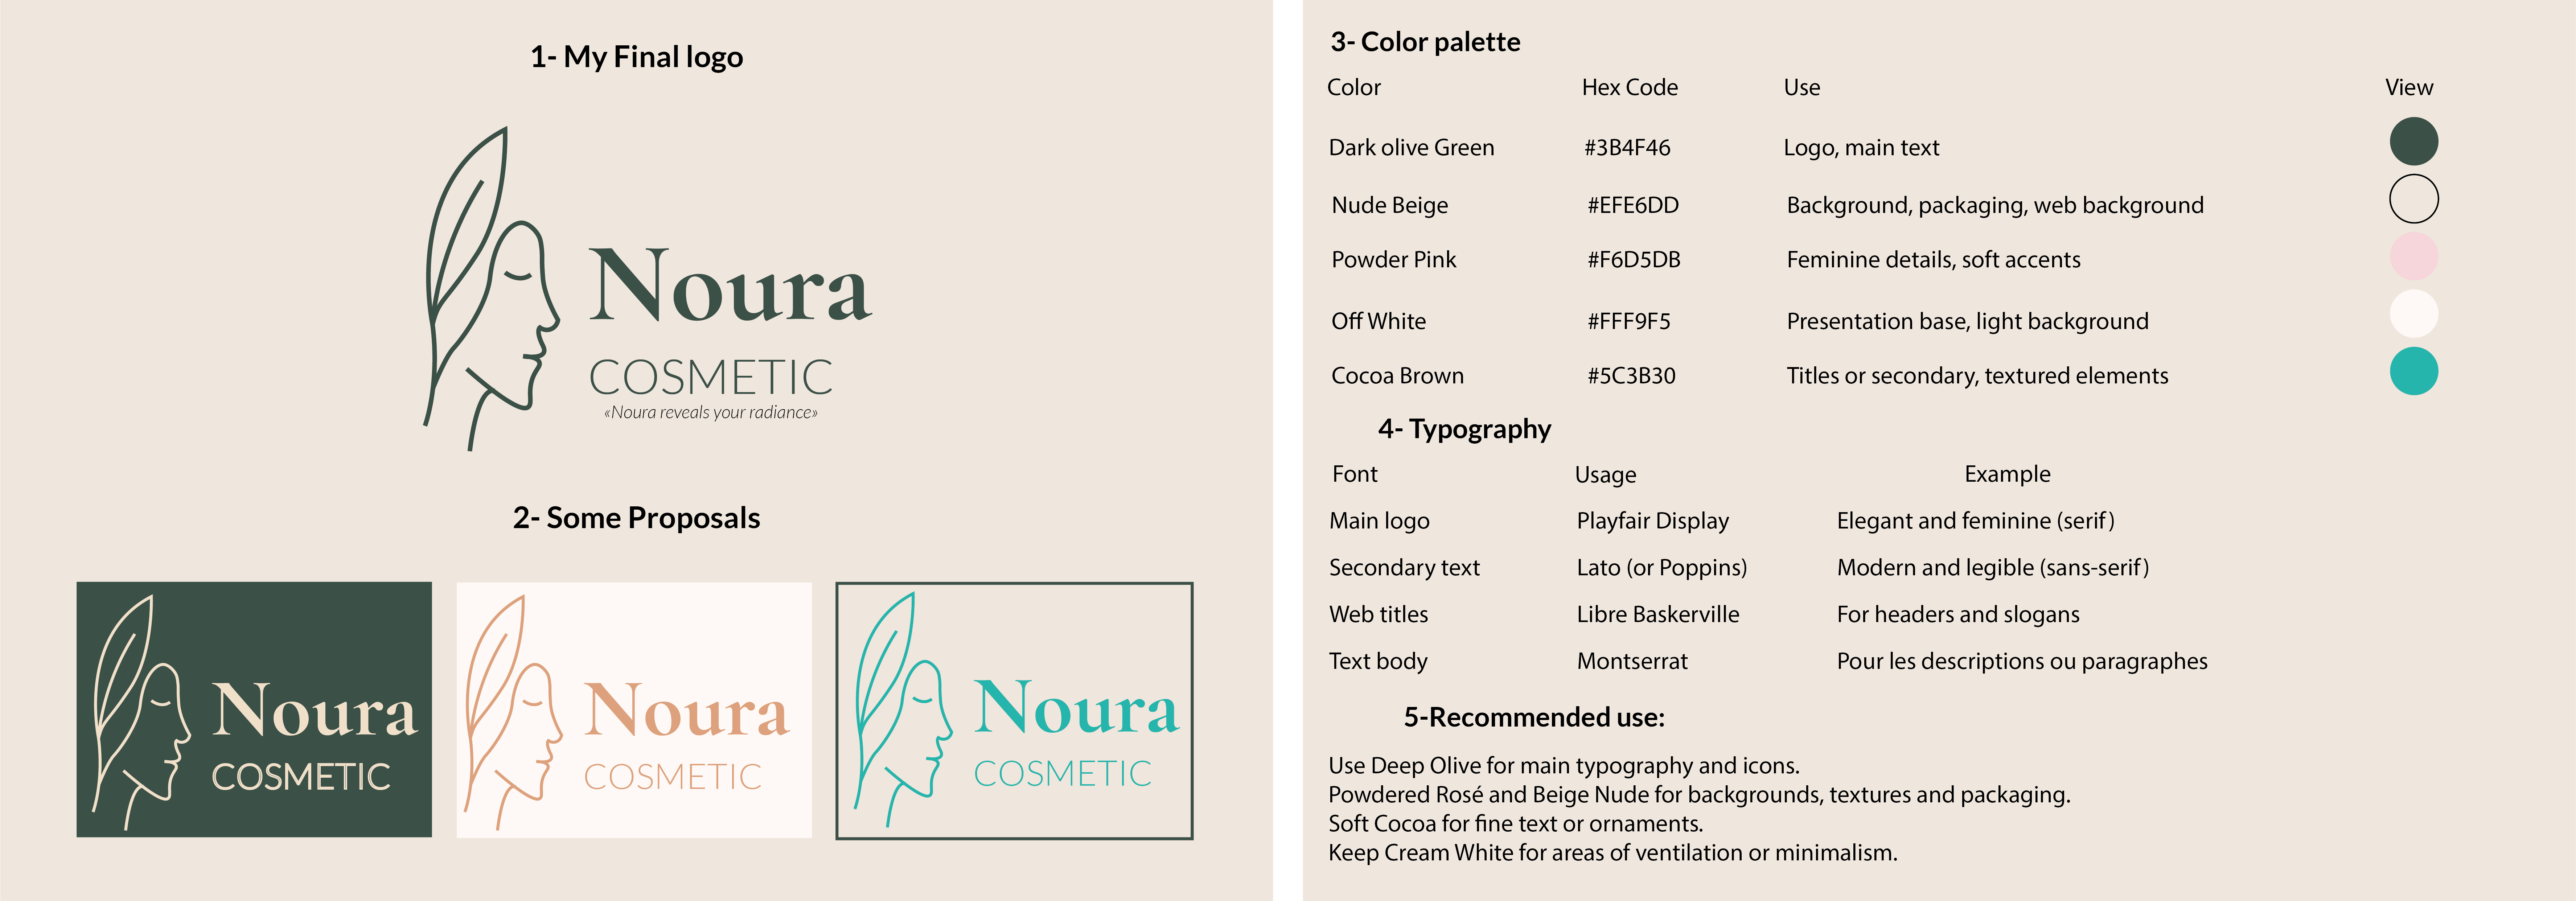 1- My Final logo
Noura
COSMETIC
«Noura reveals your radiance»
2- Some Proposals
Noura
COSMETIC
Noura
COSMETIC
Noura
COSMETIC
3- Color palette
Color Hex Code Use View
Dark olive Green #3B4F46 Logo, main text
Nude Beige #EFE6DD Background, packaging, web background
Powder Pink #F6D5DB Feminine details, soft accents
Off White #FFF9F5 Presentation base, light background
Cocoa Brown #5C3B30 Titles or secondary, textured elements
4- Typography
Font Usage Example
Main logo Playfair Display Elegant and feminine (serif)
Secondary text Lato (or Poppins) Modern and legible (sans-serif)
Web titles Libre Baskerville For headers and slogans
Text body Montserrat Pour les descriptions ou paragraphes
5-Recommended use:
Use Deep Olive for main typography and icons.
Powdered Rosé and Beige Nude for backgrounds, textures and packaging.
Soft Cocoa for fine text or ornaments.
Keep Cream White for areas of ventilation or minimalism.